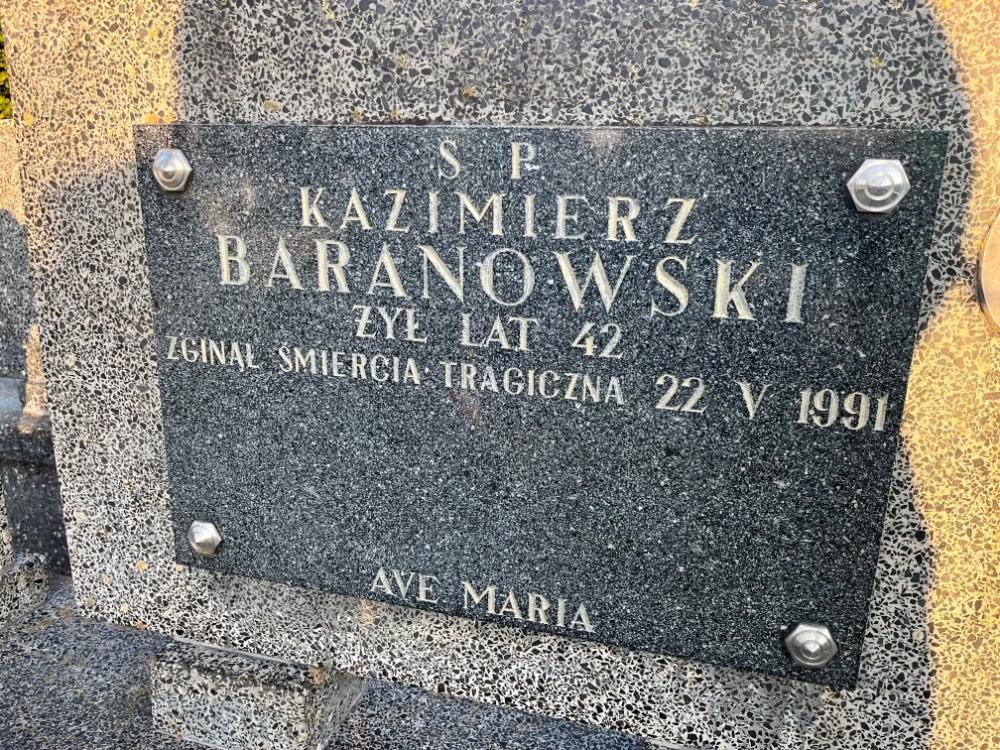 S P
KAZIMIERZ
BARANOWSKI
ŻYŁ LAT 42
ZGINĄŁ ŚMIERCIĄ TRAGICZNĄ 22 V 1991
AVE MARIA